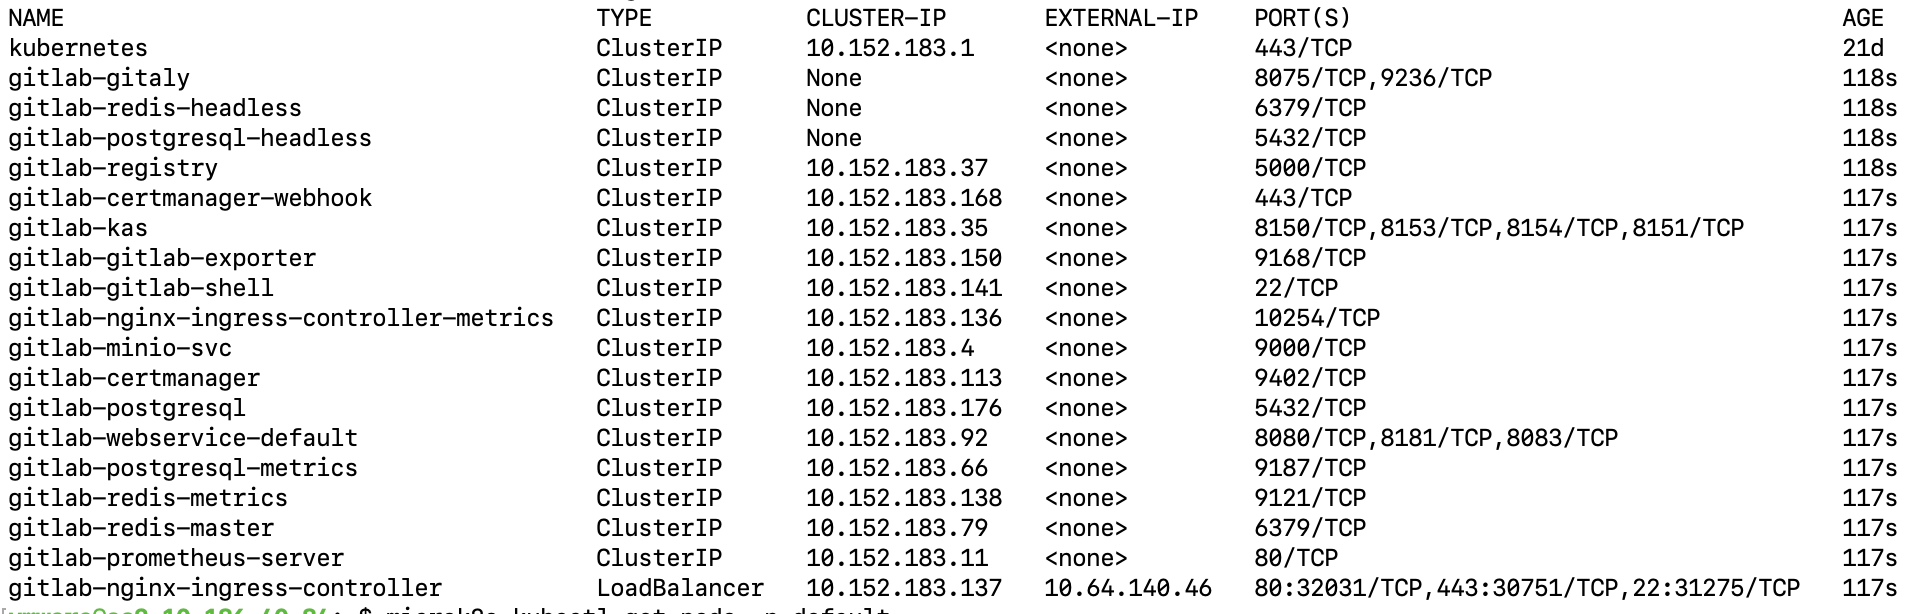 NAME TYPE CLUSTER-IP EXTERNAL-IP PORT(S) AGE
kubernetes ClusterIP 10.152.183.1 <none> 443/TCP 21d
gitlab-gitaly ClusterIP None <none> 8075/TCP,9236/TCP 118s
gitlab-redis-headless ClusterIP None <none> 6379/TCP 118s
gitlab-postgresql-headless ClusterIP None <none> 5432/TCP 118s
gitlab-registry ClusterIP 10.152.183.37 <none> 5000/TCP 118s
gitlab-certmanager-webhook ClusterIP 10.152.183.168 <none> 443/TCP 117s
gitlab-kas ClusterIP 10.152.183.35 <none> 8150/TCP,8153/TCP,8154/TCP,8151/TCP 117s
gitlab-gitlab-exporter ClusterIP 10.152.183.150 <none> 9168/TCP 117s
gitlab-gitlab-shell ClusterIP 10.152.183.141 <none> 22/TCP 117s
gitlab-nginx-ingress-controller-metrics ClusterIP 10.152.183.136 <none> 10254/TCP 117s
gitlab-minio-svc ClusterIP 10.152.183.4 <none> 9000/TCP 117s
gitlab-certmanager ClusterIP 10.152.183.113 <none> 9402/TCP 117s
gitlab-postgresql ClusterIP 10.152.183.176 <none> 5432/TCP 117s
gitlab-webservice-default ClusterIP 10.152.183.92 <none> 8080/TCP,8181/TCP,8083/TCP 117s
gitlab-postgresql-metrics ClusterIP 10.152.183.66 <none> 9187/TCP 117s
gitlab-redis-metrics ClusterIP 10.152.183.138 <none> 9121/TCP 117s
gitlab-redis-master ClusterIP 10.152.183.79 <none> 6379/TCP 117s
gitlab-prometheus-server ClusterIP 10.152.183.11 <none> 80/TCP 117s
gitlab-nginx-ingress-controller LoadBalancer 10.152.183.137 10.64.140.46 80:32031/TCP,443:30751/TCP,22:31275/TCP 117s
$ microk8s kubectl get pods -n default